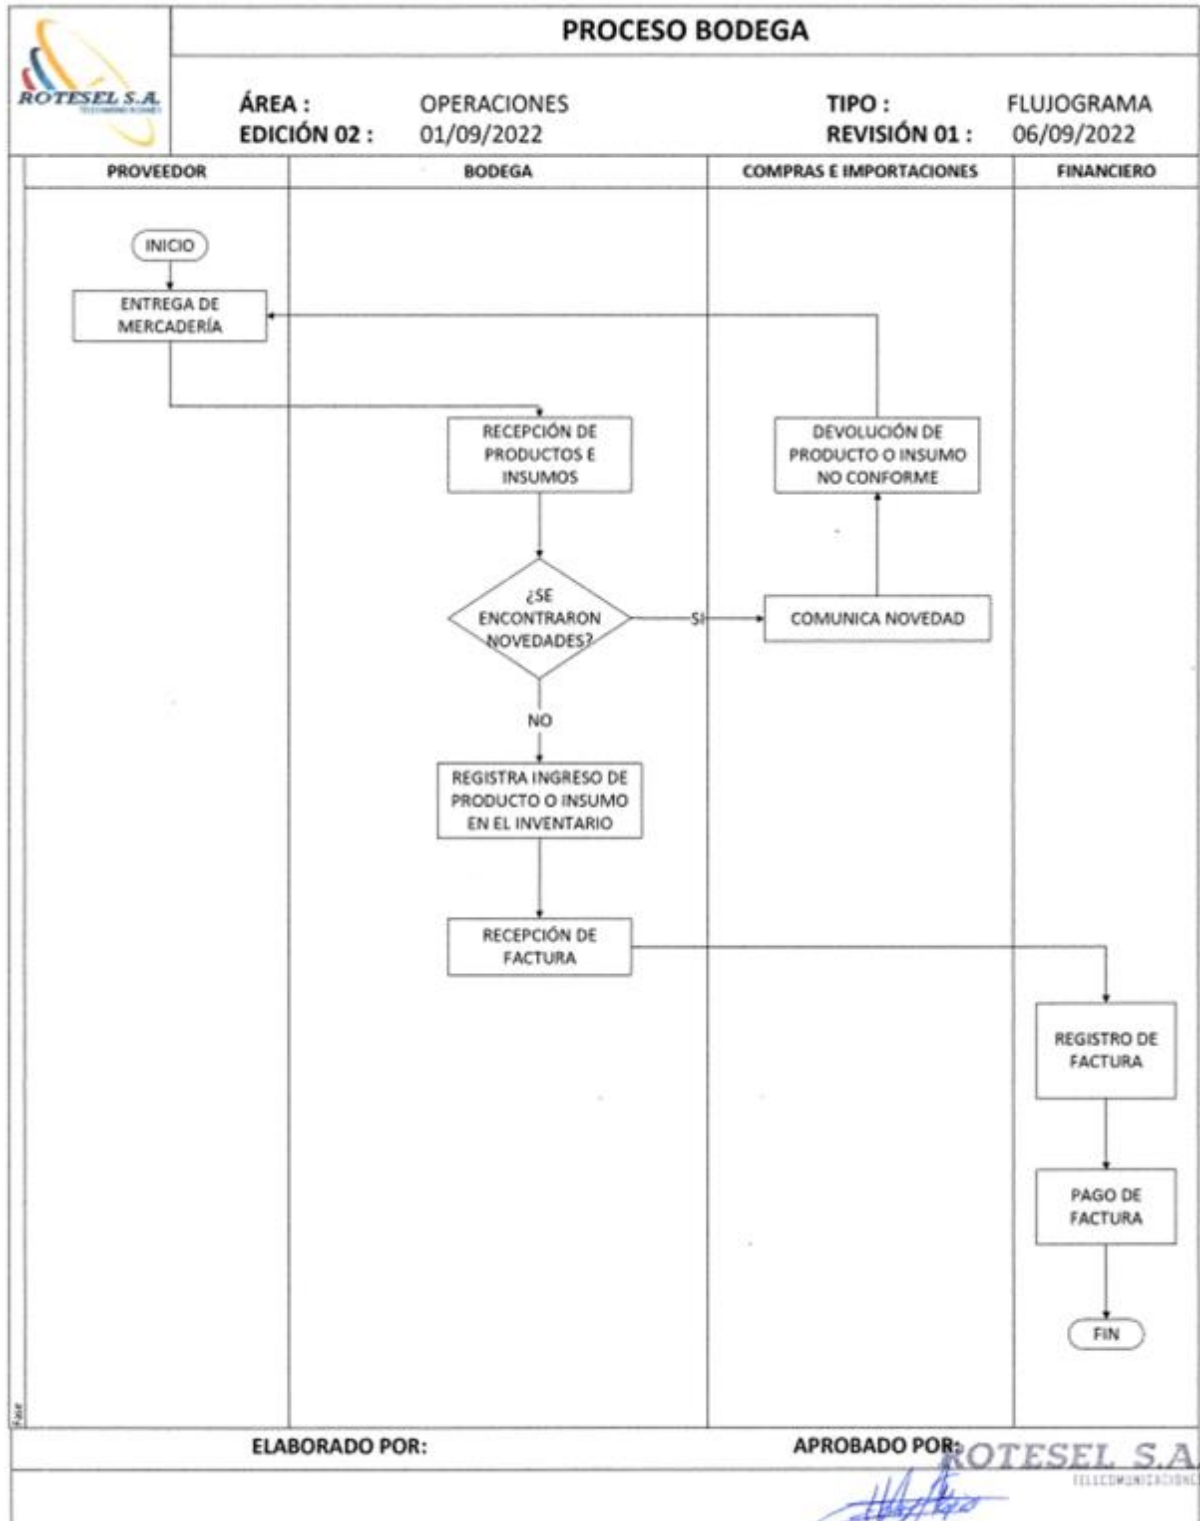 PROCESO BODEGA
ROTESEL S.A.
TELECOMUNICACIONES
ÁREA : OPERACIONES TIPO : FLUJOGRAMA
EDICIÓN 02 : 01/09/2022 REVISIÓN 01 : 06/09/2022
PROVEEDOR BODEGA COMPRAS E IMPORTACIONES FINANCIERO
INICIO
ENTREGA DE
MERCADERÍA
RECEPCIÓN DE
PRODUCTOS E
INSUMOS
DEVOLUCIÓN DE
PRODUCTO O INSUMO
NO CONFORME
¿SE
ENCONTRARON
NOVEDADES?
SI
COMUNICA NOVEDAD
NO
REGISTRA INGRESO DE
PRODUCTO O INSUMO
EN EL INVENTARIO
RECEPCIÓN DE
FACTURA
REGISTRO DE
FACTURA
PAGO DE
FACTURA
FIN
Fase
ELABORADO POR: APROBADO POR:
ROTESEL S.A.
TELECOMUNICACIONES